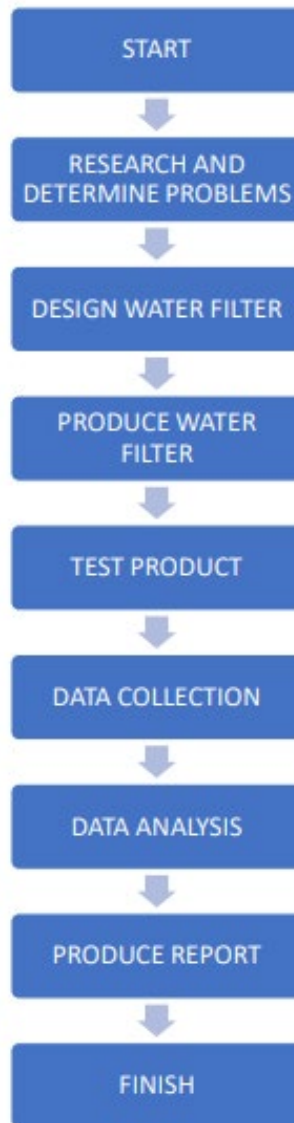 START
RESEARCH AND
DETERMINE PROBLEMS
DESIGN WATER FILTER
PRODUCE WATER
FILTER
TEST PRODUCT
DATA COLLECTION
DATA ANALYSIS
PRODUCE REPORT
FINISH